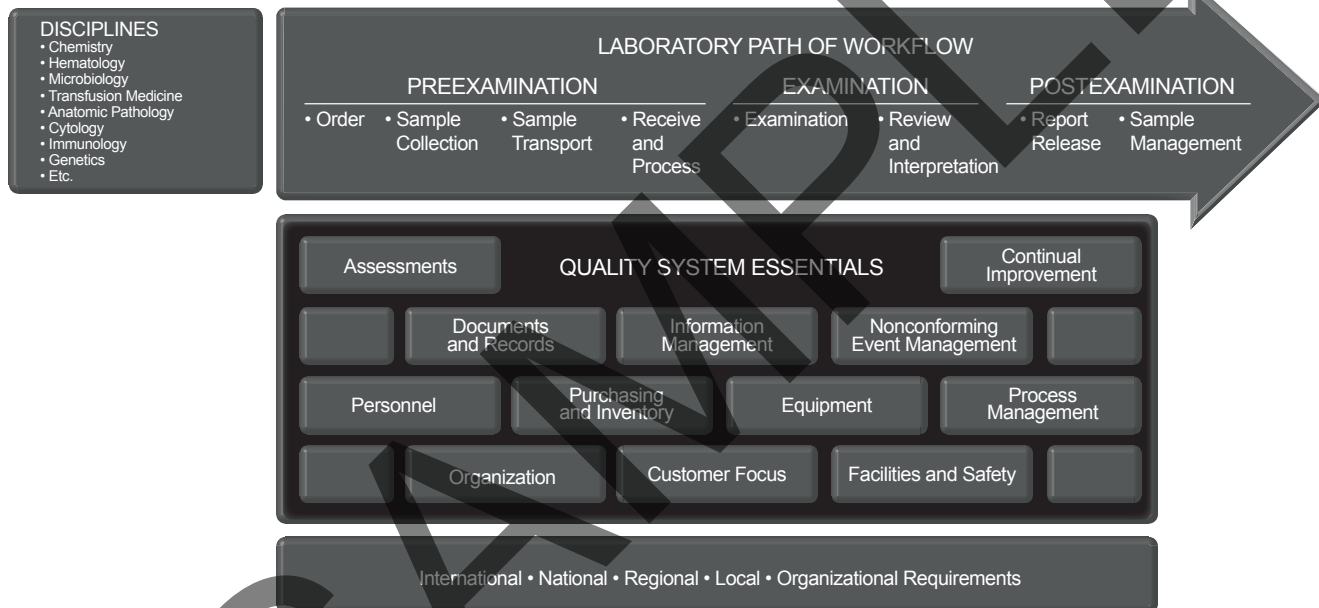 DISCIPLINES
• Chemistry
• Hematology
• Microbiology
• Transfusion Medicine
• Anatomic Pathology
• Cytology
• Immunology
• Genetics
• Etc.
LABORATORY PATH OF WORKFLOW
PREEXAMINATION
• Order
• Sample
Collection
• Sample
Transport
• Receive
and
Process
EXAMINATION
• Examination
• Review
and
Interpretation
POSTEXAMINATION
• Report
Release
• Sample
Management
QUALITY SYSTEM ESSENTIALS
Assessments
Continual
Improvement
Documents
and Records
Information
Management
Nonconforming
Event Management
Personnel
Purchasing
and Inventory
Equipment
Process
Management
Organization
Customer Focus
Facilities and Safety
International • National • Regional • Local • Organizational Requirements
SAMPLE